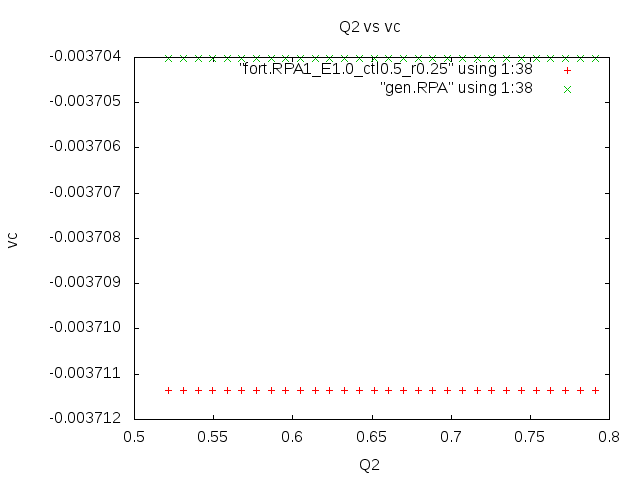 Q2 vs vc
-0.003704
"fort.RPA1_E1.0_ctl0.5_r0.25" using 1:38
"gen.RPA" using 1:38
-0.003705
-0.003706
-0.003707
-0.003708
-0.003709
-0.003710
-0.003711
-0.003712
vc
0.5 0.55 0.6 0.65 0.7 0.75 0.8
Q2